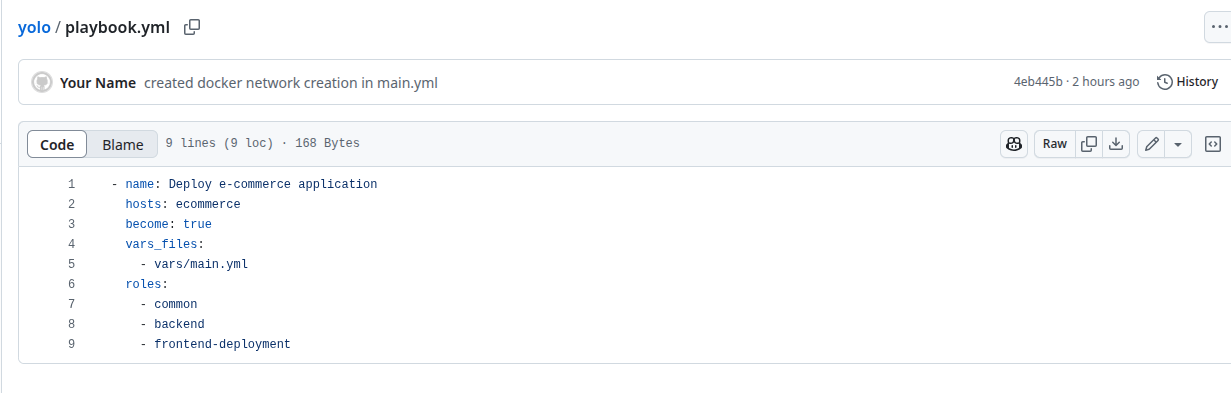 yolo / playbook.yml
Your Name created docker network creation in main.yml 4eb445b · 2 hours ago History
Code Blame 9 lines (9 loc) · 168 Bytes Raw
1 - name: Deploy e-commerce application
2 hosts: ecommerce
3 become: true
4 vars_files:
5 - vars/main.yml
6 roles:
7 - common
8 - backend
9 - frontend-deployment